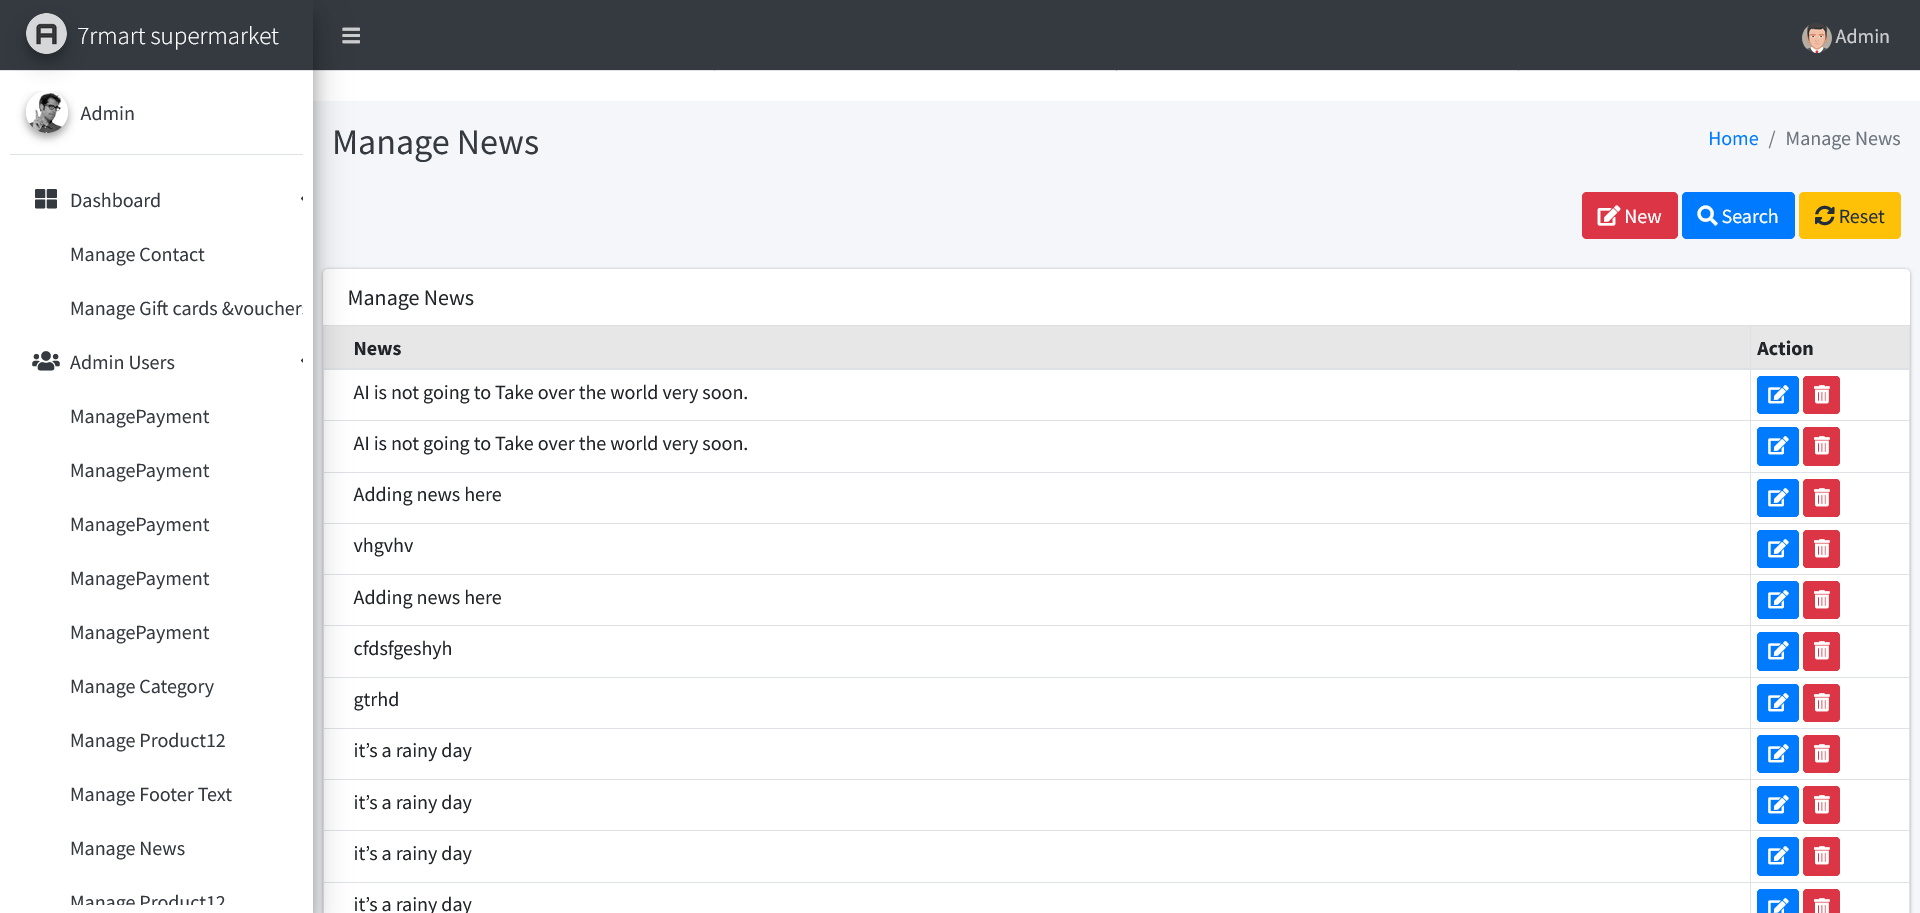 7rmart supermarket
Admin
Admin
Dashboard
Manage Contact
Manage Gift cards &voucher
Admin Users
ManagePayment
ManagePayment
ManagePayment
ManagePayment
ManagePayment
Manage Category
Manage Product12
Manage Footer Text
Manage News
Manage Product12
Manage News
Home / Manage News
New Search Reset
Manage News
News Action
AI is not going to Take over the world very soon.
AI is not going to Take over the world very soon.
Adding news here
vhgvhv
Adding news here
cfdsfgeshyh
gtrhd
it's a rainy day
it's a rainy day
it's a rainy day
it's a rainy day